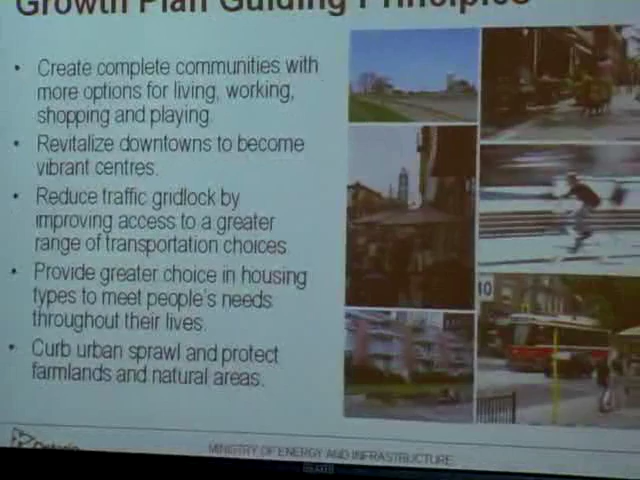 Growth Plan Guiding Principles
• Create complete communities with
more options for living, working,
shopping and playing.
• Revitalize downtowns to become
vibrant centres.
• Reduce traffic gridlock by
improving access to a greater
range of transportation choices.
• Provide greater choice in housing
types to meet people's needs
throughout their lives.
• Curb urban sprawl and protect
farmlands and natural areas.
Ontario
MINISTRY OF ENERGY AND INFRASTRUCTURE